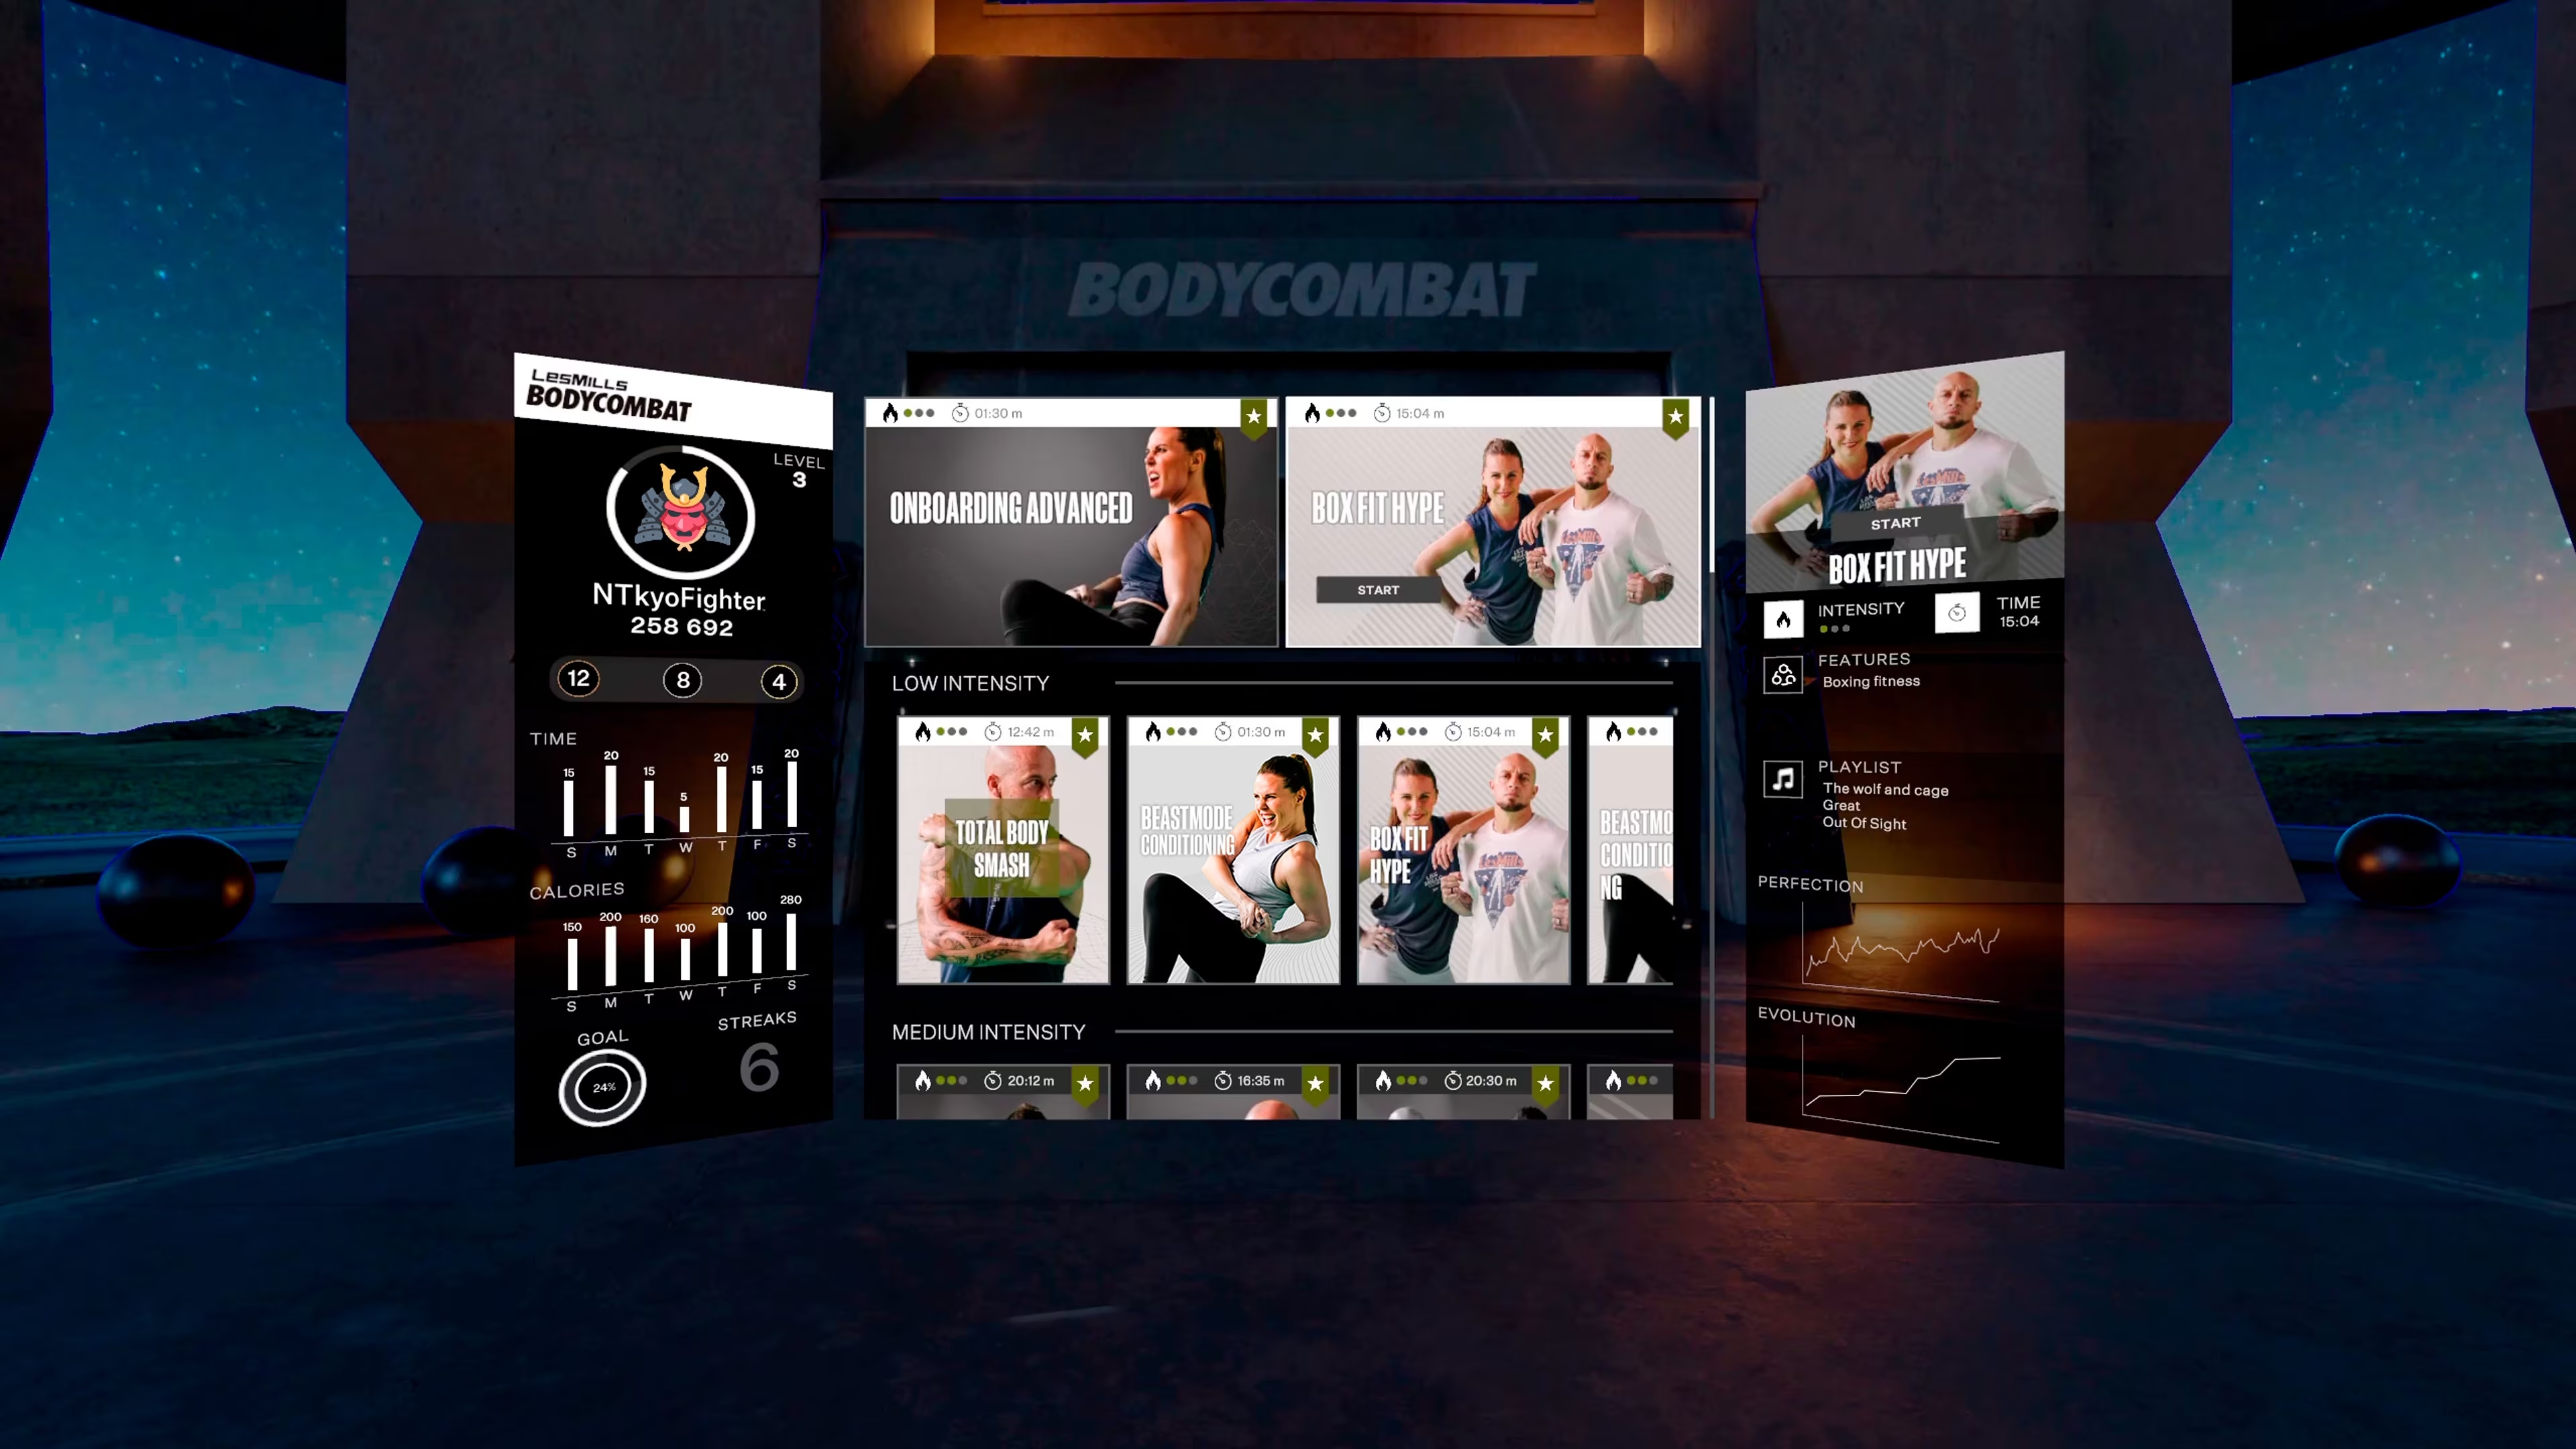 BODYCOMBAT
LESMILLS
BODYCOMBAT
LEVEL
3
NTkyoFighter
258 692
12
8
4
TIME
15
20
15
5
20
15
20
S M T W T F S
CALORIES
150
200
160
100
200
100
280
S M T W T F S
GOAL
24%
STREAKS
6
01:30 m
ONBOARDING ADVANCED
15:04 m
BOX FIT HYPE
START
LOW INTENSITY
12:42 m
TOTAL BODY
SMASH
01:30 m
BEASTMODE
CONDITIONING
15:04 m
BOX FIT
HYPE
BEASTMO
CONDITIO
NG
MEDIUM INTENSITY
20:12 m
16:35 m
20:30 m
START
BOX FIT HYPE
INTENSITY
TIME
15:04
FEATURES
Boxing fitness
PLAYLIST
The wolf and cage
Great
Out Of Sight
PERFECTION
EVOLUTION